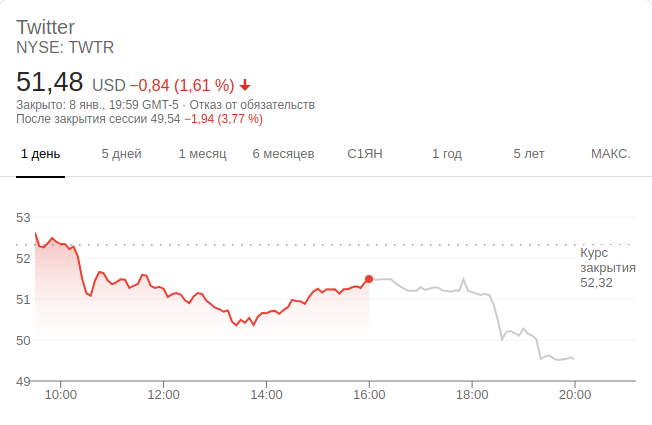 Twitter
NYSE: TWTR
51,48 USD −0,84 (1,61 %)
Закрыто: 8 янв., 19:59 GMT-5 · Отказ от обязательств
После закрытия сессии 49,54 −1,94 (3,77 %)
1 день 5 дней 1 месяц 6 месяцев С1ЯН 1 год 5 лет МАКС.
53
52
51
50
49
Курс
закрытия
52,32
10:00 12:00 14:00 16:00 18:00 20:00